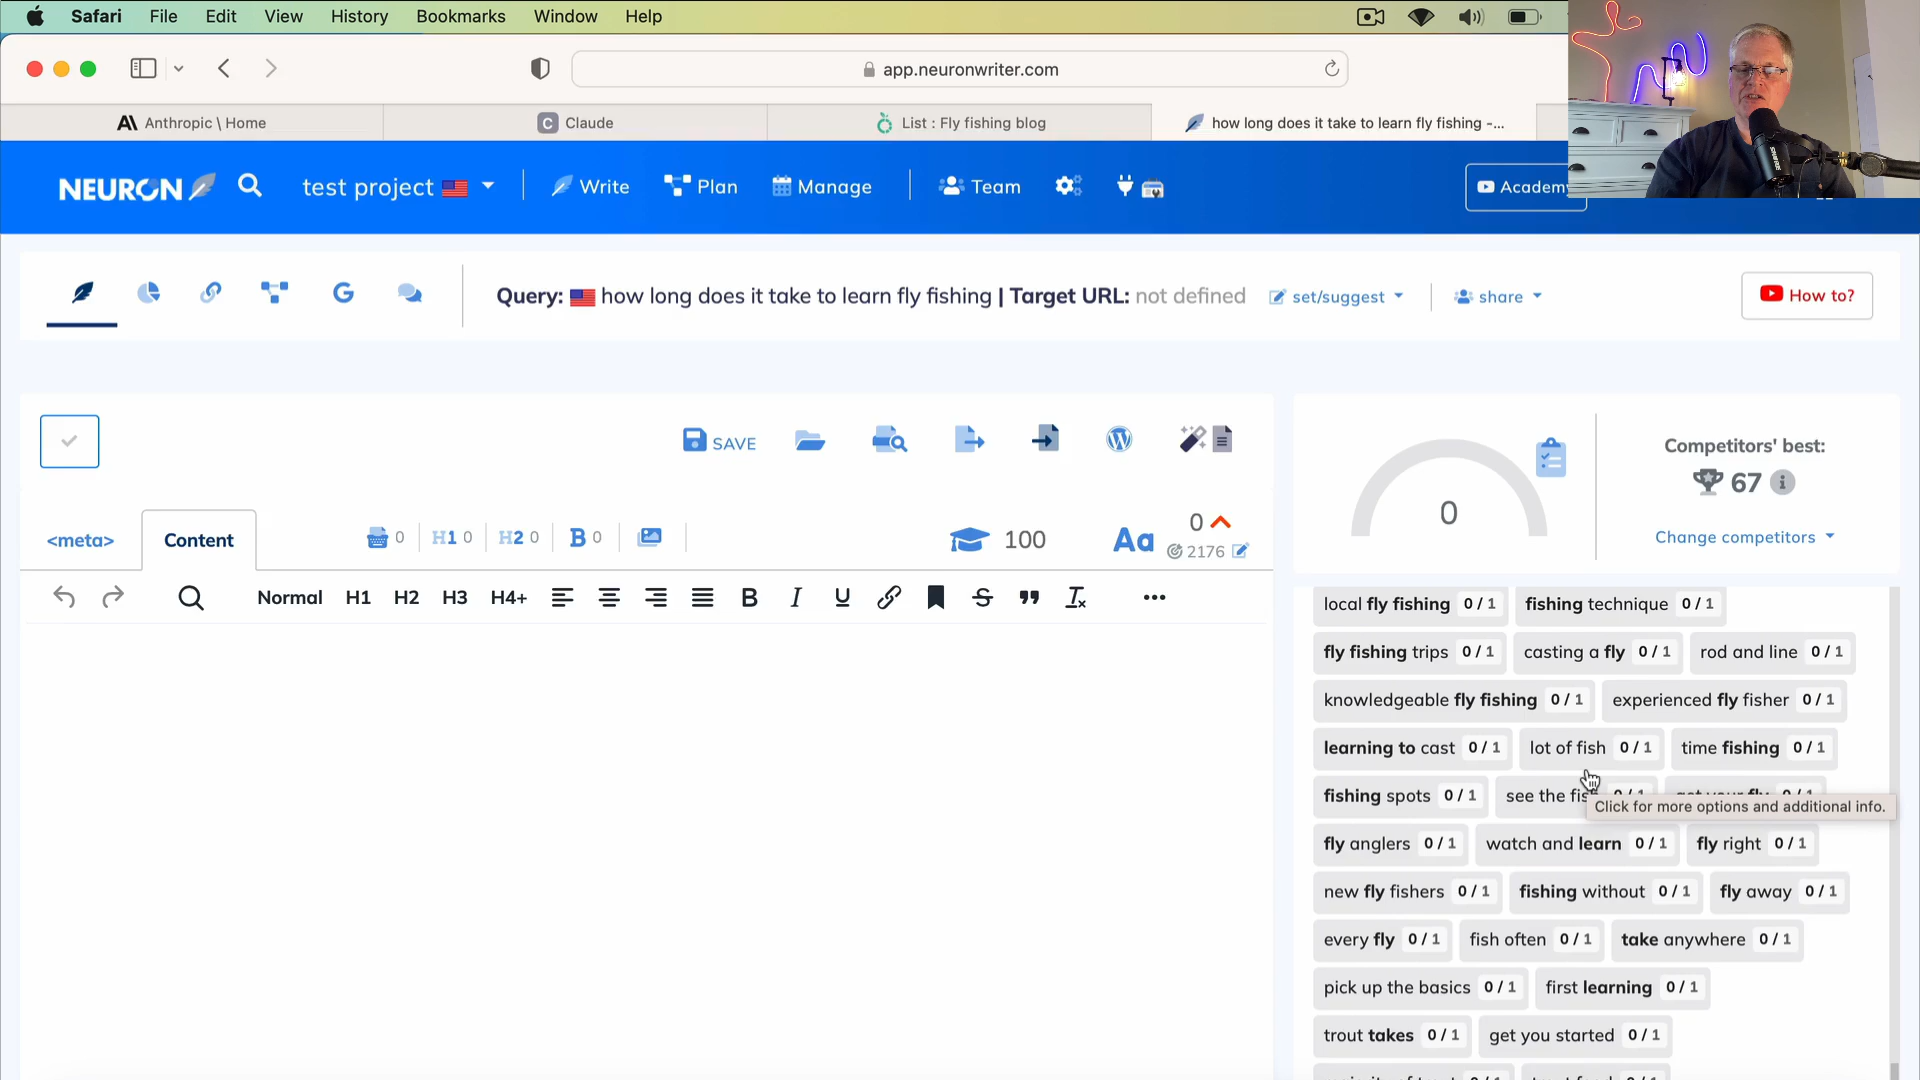 Safari File Edit View History Bookmarks Window Help
app.neuronwriter.com
Anthropic \ Home
Claude
List : Fly fishing blog
how long does it take to learn fly fishing -...
NEURON
test project
Write
Plan
Manage
Team
Academy
Query: how long does it take to learn fly fishing | Target URL: not defined
set/suggest
share
How to?
SAVE
0
Competitors' best:
67
Change competitors
<meta>
Content
0
H1 0
H2 0
B 0
100
Aa
0
2176
Normal H1 H2 H3 H4+
local fly fishing 0 / 1 fishing technique 0 / 1
fly fishing trips 0 / 1 casting a fly 0 / 1 rod and line 0 / 1
knowledgeable fly fishing 0 / 1 experienced fly fisher 0 / 1
learning to cast 0 / 1 lot of fish 0 / 1 time fishing 0 / 1
fishing spots 0 / 1 see the
Click for more options and additional info.
fly anglers 0 / 1 watch and learn 0 / 1 fly right 0 / 1
new fly fishers 0 / 1 fishing without 0 / 1 fly away 0 / 1
every fly 0 / 1 fish often 0 / 1 take anywhere 0 / 1
pick up the basics 0 / 1 first learning 0 / 1
trout takes 0 / 1 get you started 0 / 1